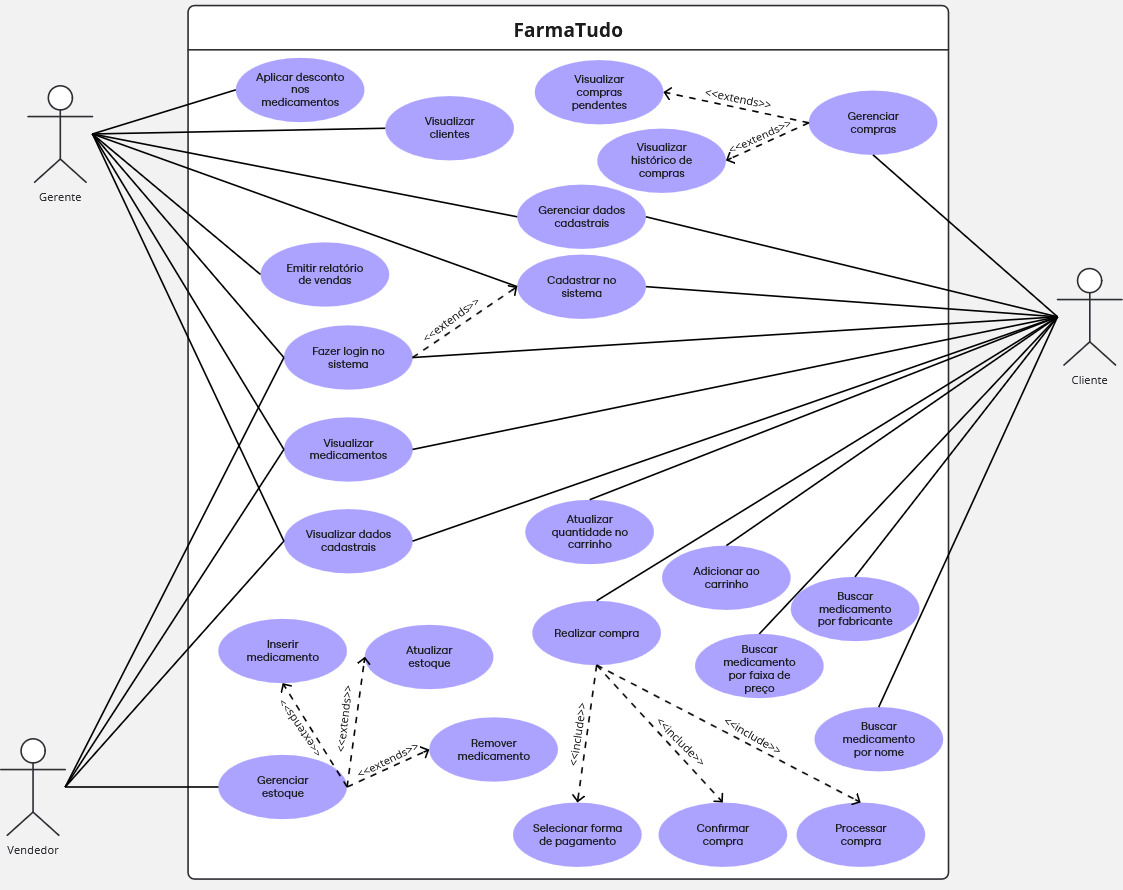 FarmaTudo
Aplicar desconto
nos
medicamentos
Visualizar
clientes
Visualizar
compras
pendentes
<<extends>>
Gerenciar
compras
<<extends>>
Visualizar
histórico de
compras
Gerente
Gerenciar dados
cadastrais
Emitir relatório
de vendas
Cadastrar no
sistema
<<extends>>
Fazer login no
sistema
Cliente
Visualizar
medicamentos
Visualizar dados
cadastrais
Atualizar
quantidade no
carrinho
Adicionar ao
carrinho
Buscar
medicamento
por fabricante
Realizar compra
Buscar
medicamento
por faixa de
preço
Inserir
medicamento
Atualizar
estoque
<<extends>>
<<extends>>
<<extends>>
Remover
medicamento
Gerenciar
estoque
<<include>>
<<include>>
<<include>>
Buscar
medicamento
por nome
Selecionar forma
de pagamento
Confirmar
compra
Processar
compra
Vendedor